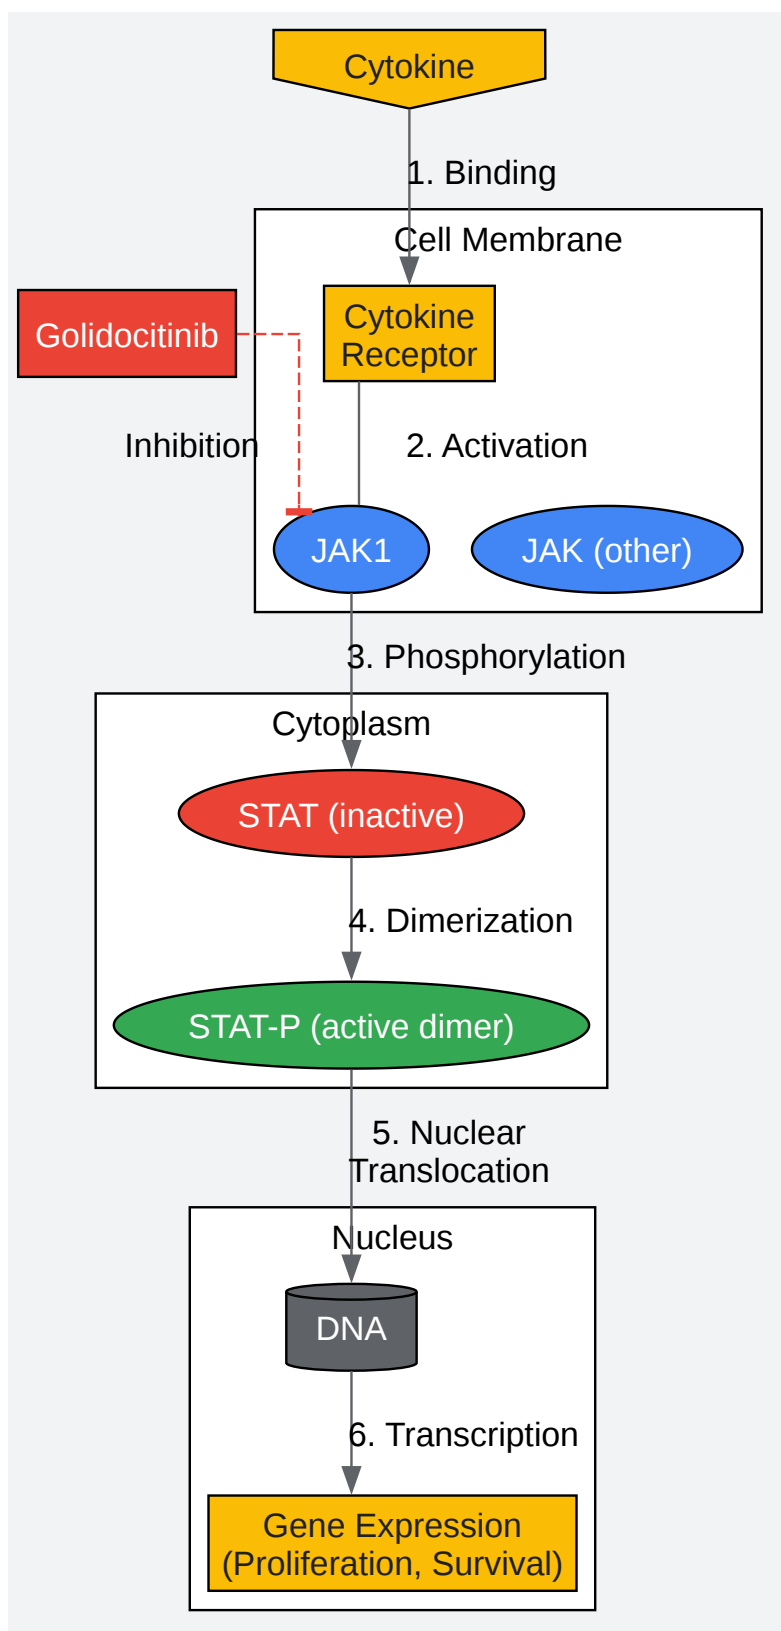 Cytokine
1. Binding
Cell Membrane
Golidocitinib
Cytokine
Receptor
Inhibition
2. Activation
JAK1
JAK (other)
3. Phosphorylation
Cytoplasm
STAT (inactive)
4. Dimerization
STAT-P (active dimer)
5. Nuclear
Translocation
Nucleus
DNA
6. Transcription
Gene Expression
(Proliferation, Survival)